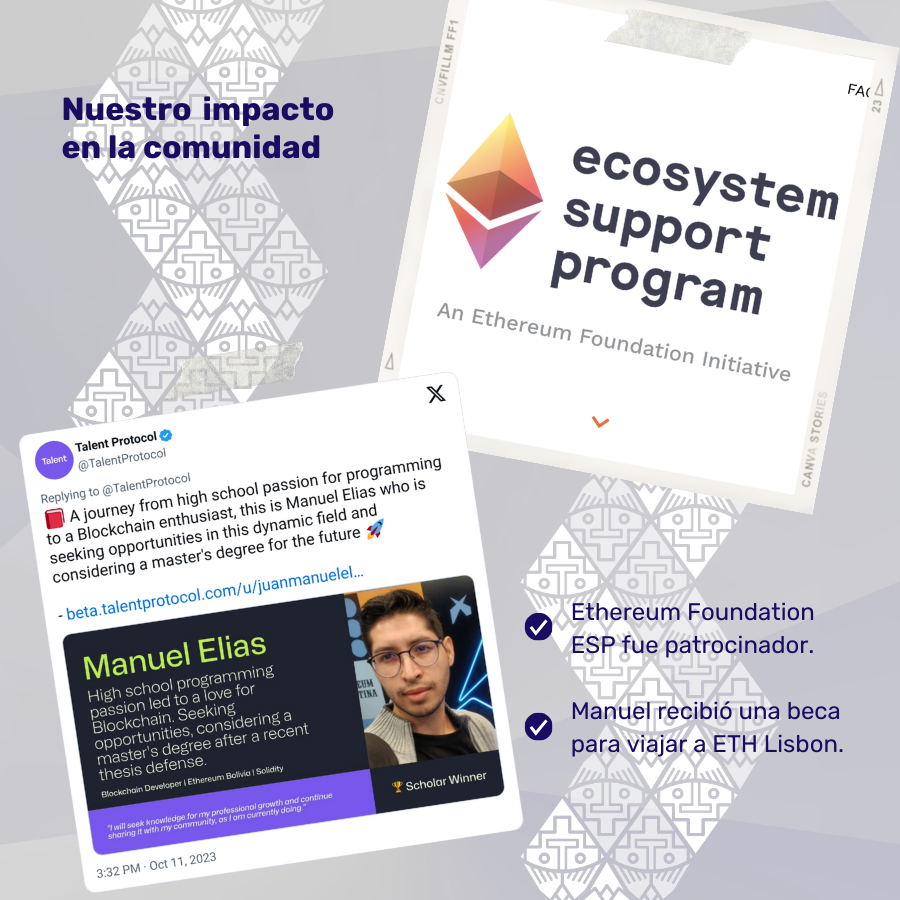 Nuestro impacto
en la comunidad
CNVFILLM FF1
FAQ
23
ecosystem
support
program
An Ethereum Foundation Initiative
CANVA STORIES
Talent
Talent Protocol
@TalentProtocol
X
Replying to @TalentProtocol
📕 A journey from high school passion for programming
to a Blockchain enthusiast, this is Manuel Elias who is
seeking opportunities in this dynamic field and
considering a master's degree for the future 🚀
- beta.talentprotocol.com/u/juanmanuelel…
Manuel Elias
High school programming
passion led to a love for
Blockchain. Seeking
opportunities, considering a
master's degree after a recent
thesis defense.
Blockchain Developer | Ethereum Bolivia | Solidity
"I will seek knowledge for my professional growth and continue
sharing it with my community, as I am currently doing."
🏆 Scholar Winner
3:32 PM · Oct 11, 2023
Ethereum Foundation
ESP fue patrocinador.
Manuel recibió una beca
para viajar a ETH Lisbon.